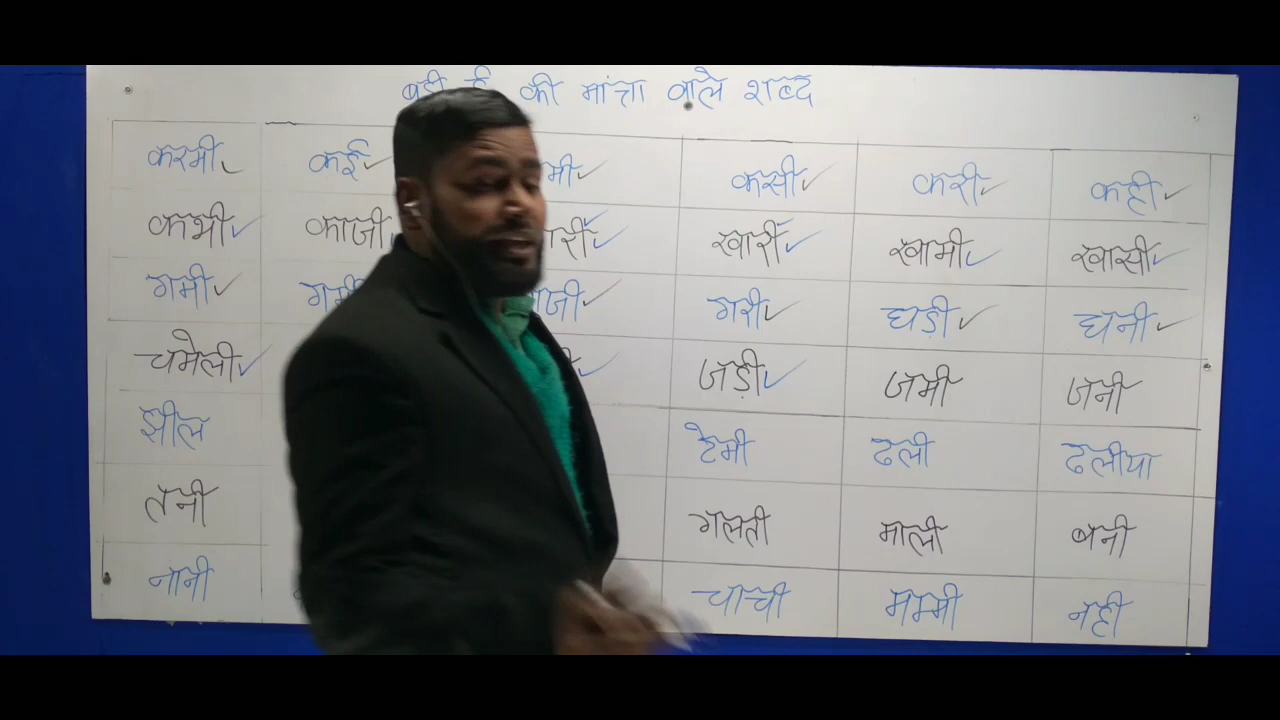 बड़ी ई की मांत्रा वाले शब्द
करमी कई मी कसी करी कही
कभी काजी खारी खामी खासी
गमी गरी घड़ी घनी
चमेली जड़ी जमी जनी
झील टेमी ढली ढलीया
तनी गलती माली बनी
नानी चाची मम्मी नही